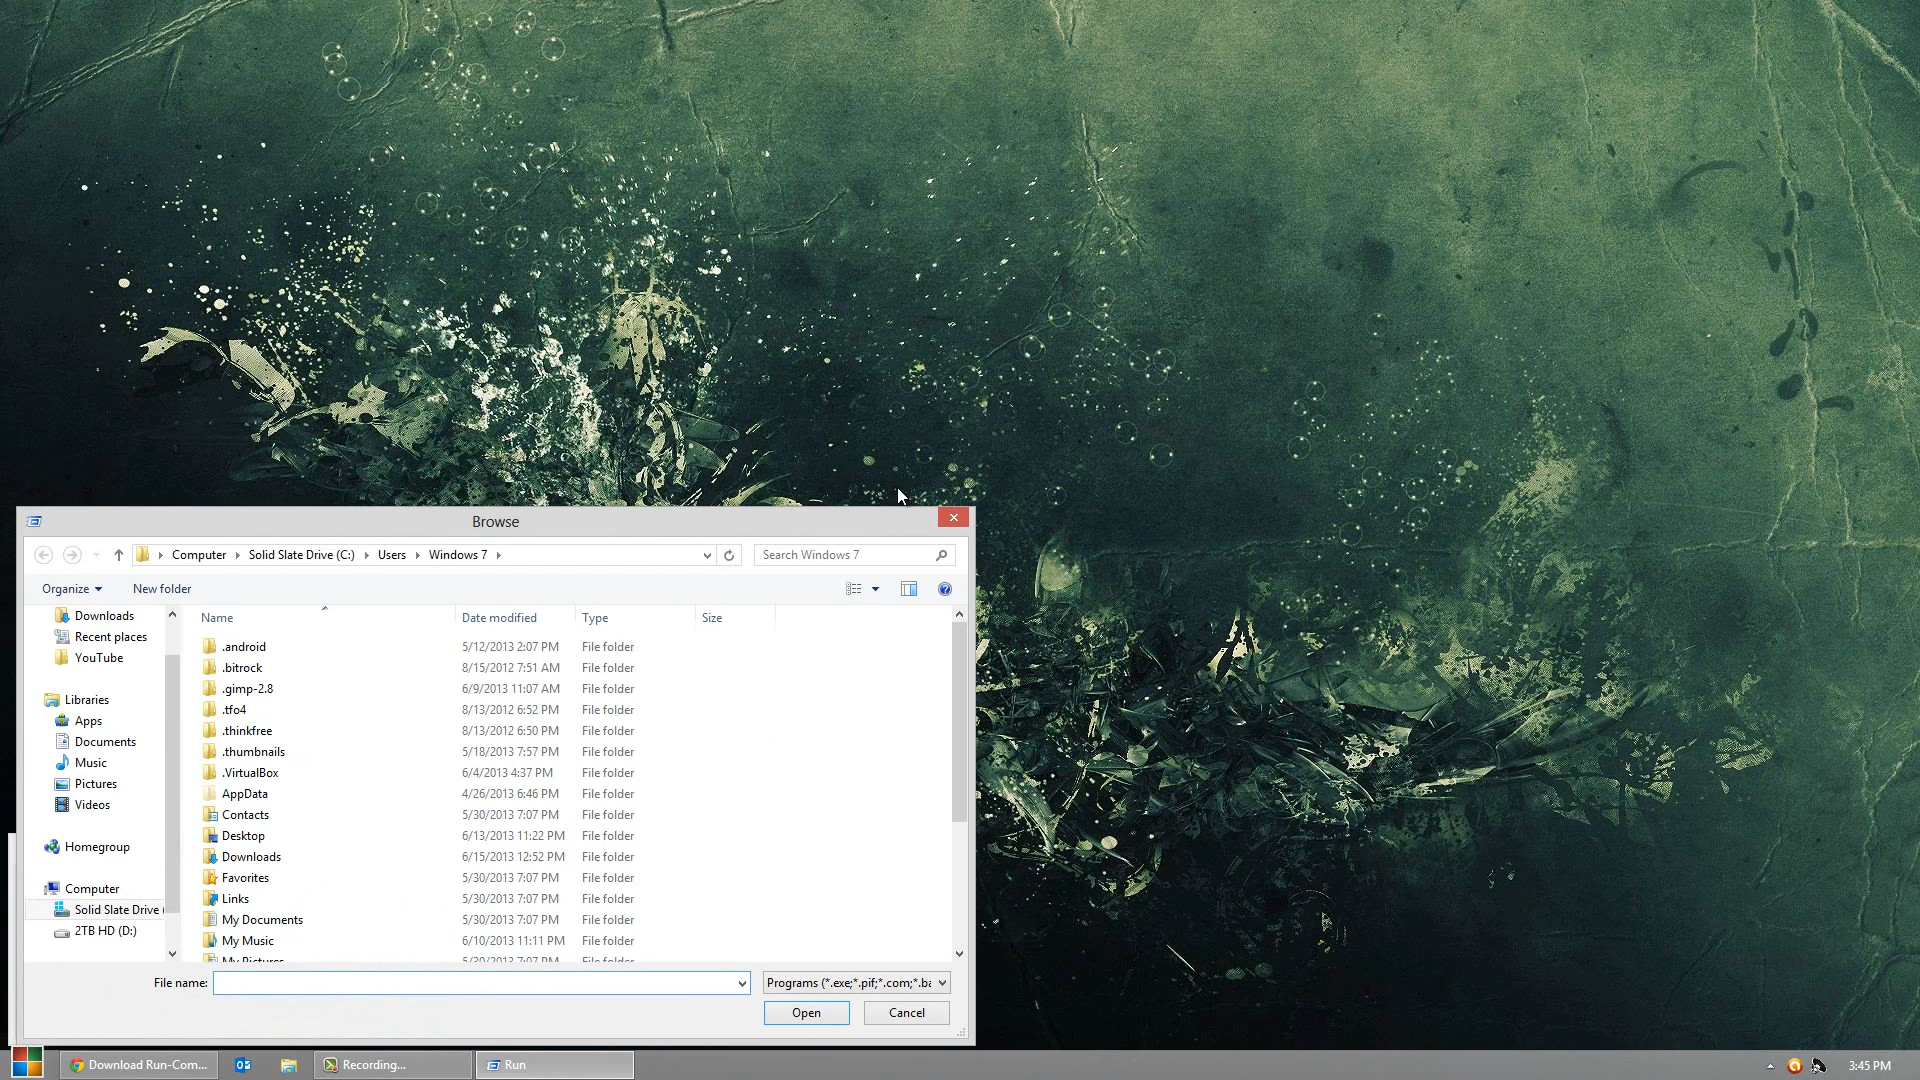 Browse
Computer
Solid Slate Drive (C:)
Users
Windows 7
Search Windows 7
Organize
New folder
Name
Date modified
Type
Size
Downloads
Recent places
YouTube
Libraries
Apps
Documents
Music
Pictures
Videos
Homegroup
Computer
Solid Slate Drive (
2TB HD (D:)
.android 5/12/2013 2:07 PM File folder
.bitrock 8/15/2012 7:51 AM File folder
.gimp-2.8 6/9/2013 11:07 AM File folder
.tfo4 8/13/2012 6:52 PM File folder
.thinkfree 8/13/2012 6:50 PM File folder
.thumbnails 5/18/2013 7:57 PM File folder
.VirtualBox 6/4/2013 4:37 PM File folder
AppData 4/26/2013 6:46 PM File folder
Contacts 5/30/2013 7:07 PM File folder
Desktop 6/13/2013 11:22 PM File folder
Downloads 6/15/2013 12:52 PM File folder
Favorites 5/30/2013 7:07 PM File folder
Links 5/30/2013 7:07 PM File folder
My Documents 5/30/2013 7:07 PM File folder
My Music 6/10/2013 11:11 PM File folder
My Pictures 5/30/2013 7:07 PM File folder
File name:
Programs (*.exe;*.pif;*.com;*.ba
Open
Cancel
Download Run-Com...
Recording...
Run
3:45 PM